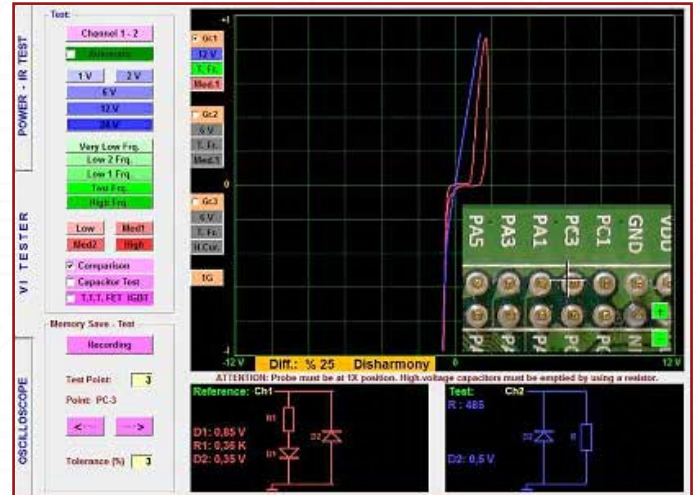 POWER - IR TEST
VI TESTER
OSCILLOSCOPE
Test:
Channel 1 - 2
Automatic
1 V
2 V
6 V
12 V
24 V
Very Low Frq.
Low 2 Frq.
Low 1 Frq.
Test Frq.
High Frq.
Low
Med1
Med2
High
Comparison
Capacitor Test
T.T.T. FET IGBT
Memory Save - Test
Recording
Test Point:
3
Point: PC-3
<---
--->
Tolerance (%)
3
Gr.1
12 V
T. Fr.
Med.1
Gr.2
6 V
T. Fr.
Med.1
Gr.3
6 V
T. Fr.
H.Cur.
1G
+I
0
-I
-12 V
0
12 V
PA5
PA3
PA1
PC3
PC1
GND
VDD
+
-
Diff.: % 25 Disharmony
ATTENTION: Probe must be at 1X position. High voltage capacitors must be emptied by using a resistor.
Reference: Ch1
R1
D1
D2
D1: 0,85 V
R1: 0,36 K
D2: 0,35 V
Test: Ch2
R : 485
D2
R
D2: 0,5 V